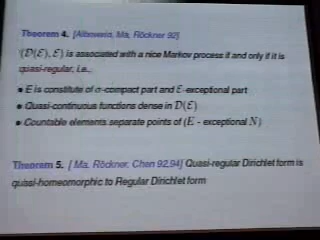 Theorem 4. [Albeverio, Ma, Röckner 92]
(D(ℰ), ℰ) is associated with a nice Markov process if and only if it is
quasi-regular, i.e.,
• E is constitute of σ-compact part and ℰ-exceptional part
• Quasi-continuous functions dense in D(ℰ)
• Countable elements separate points of (E - exceptional N)
Theorem 5. [ Ma, Röckner, Chen 92,94] Quasi-regular Dirichlet form is
quasi-homeomorphic to Regular Dirichlet form